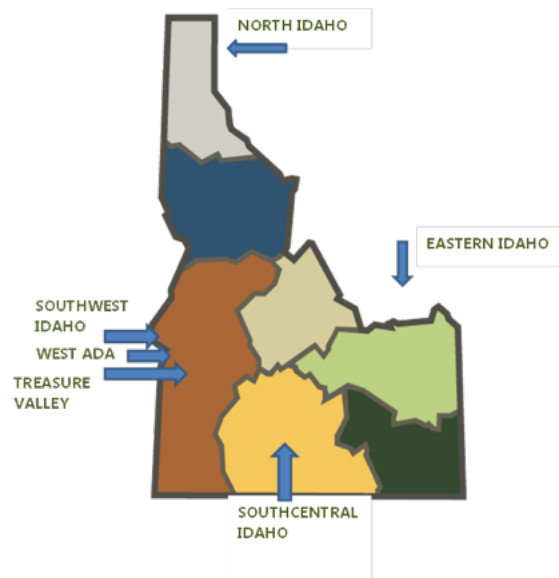 NORTH IDAHO
EASTERN IDAHO
SOUTHWEST
IDAHO
WEST ADA
TREASURE
VALLEY
SOUTHCENTRAL
IDAHO